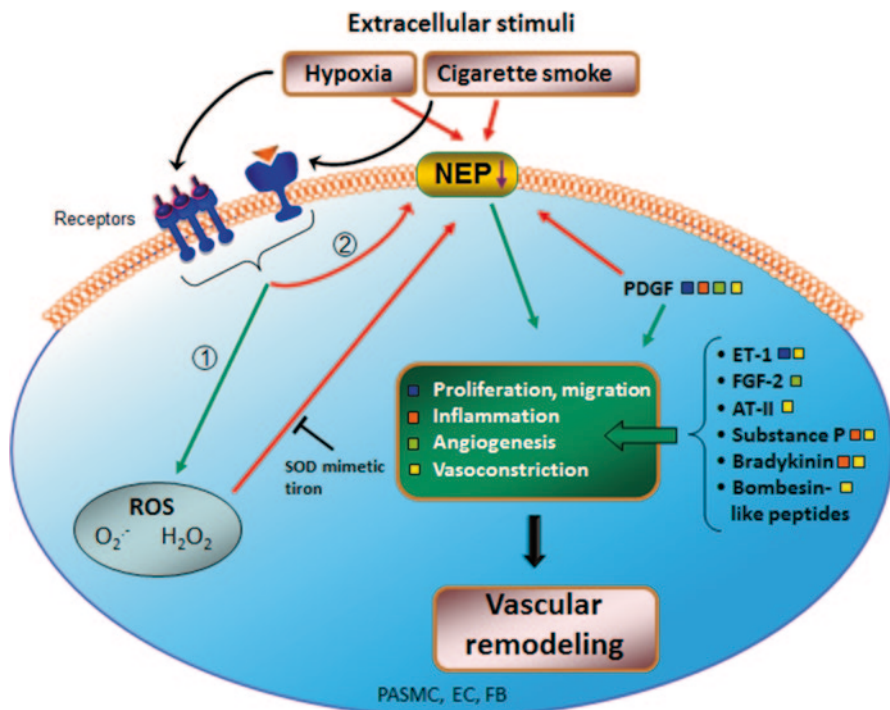 Extracellular stimuli
Hypoxia
Cigarette smoke
NEP
Receptors
②
PDGF
①
• ET-1
• FGF-2
• AT-II
• Substance P
• Bradykinin
• Bombesin-
like peptides
Proliferation, migration
Inflammation
Angiogenesis
Vasoconstriction
SOD mimetic
tiron
ROS
O₂·⁻ H₂O₂
Vascular
remodeling
PASMC, EC, FB